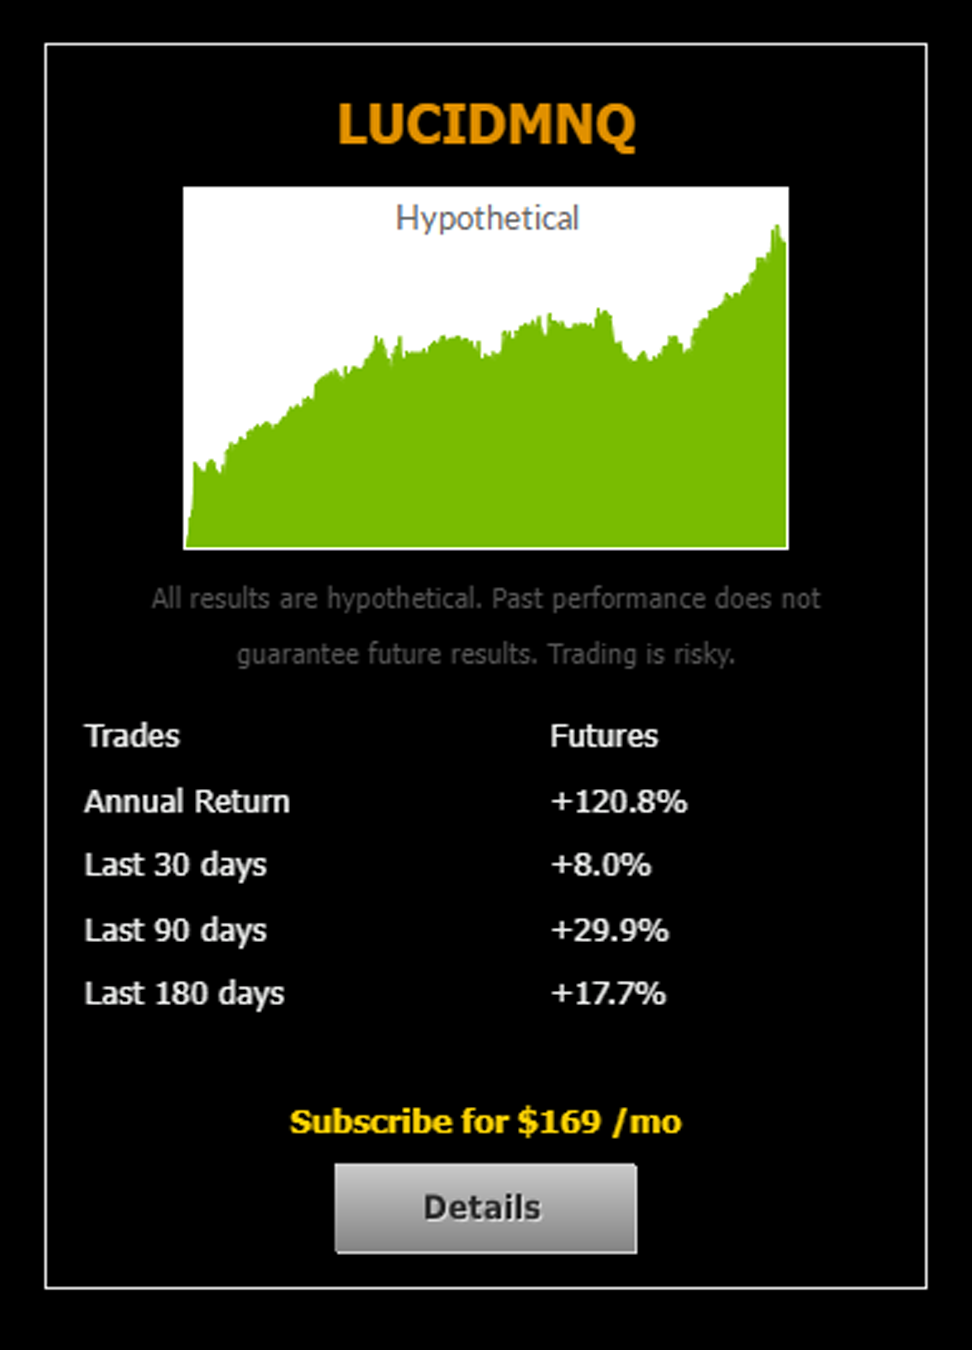 LUCIDMNQ
Hypothetical
All results are hypothetical. Past performance does not
guarantee future results. Trading is risky.
Trades Futures
Annual Return +120.8%
Last 30 days +8.0%
Last 90 days +29.9%
Last 180 days +17.7%
Subscribe for $169 /mo
Details